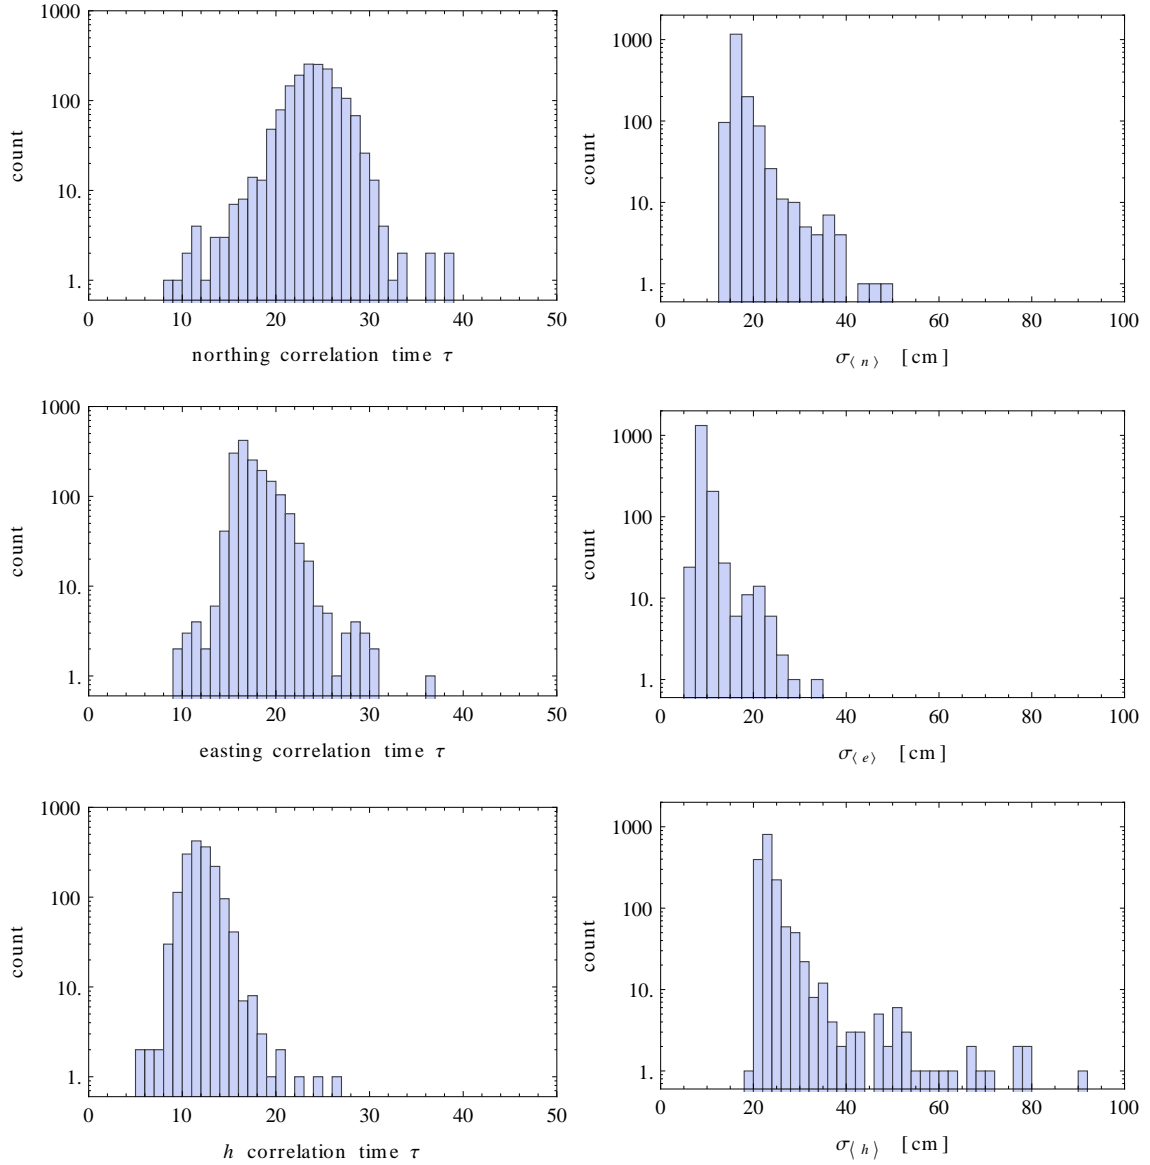 1000
100
10.
1.
count
0 10 20 30 40 50
northing correlation time τ
1000
100
10.
1.
count
0 20 40 60 80 100
σ⟨ n ⟩ [cm]
1000
100
10.
1.
count
0 10 20 30 40 50
easting correlation time τ
1000
100
10.
1.
count
0 20 40 60 80 100
σ⟨ e⟩ [cm]
1000
100
10.
1.
count
0 10 20 30 40 50
h correlation time τ
1000
100
10.
1.
count
0 20 40 60 80 100
σ⟨ h ⟩ [cm]